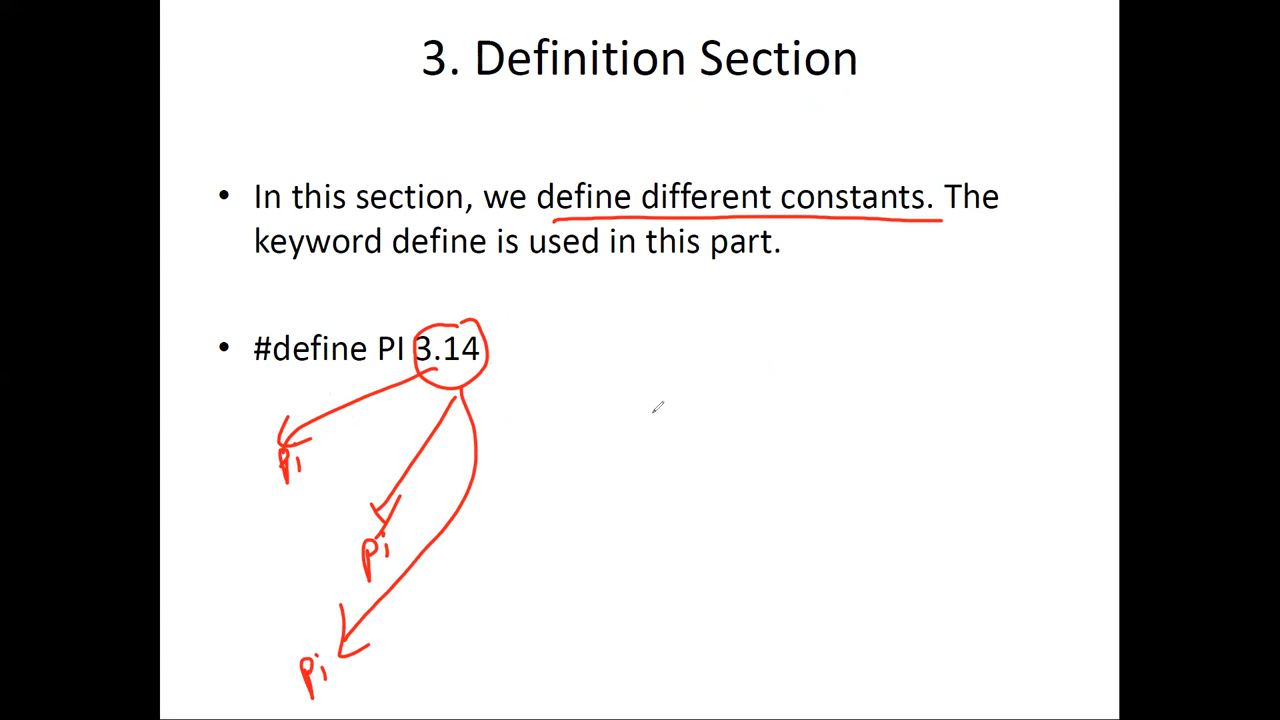 3. Definition Section
• In this section, we define different constants. The
keyword define is used in this part.
• #define PI 3.14
Pi
Pi
Pi